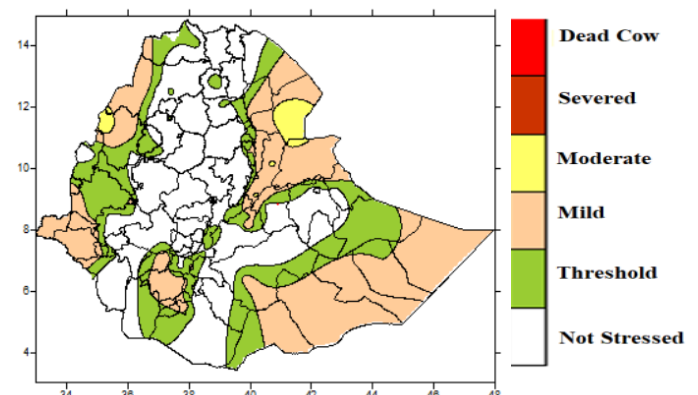 14
12
10
8
6
4
34 36 38 40 42 44 46 48
Dead Cow
Severed
Moderate
Mild
Threshold
Not Stressed